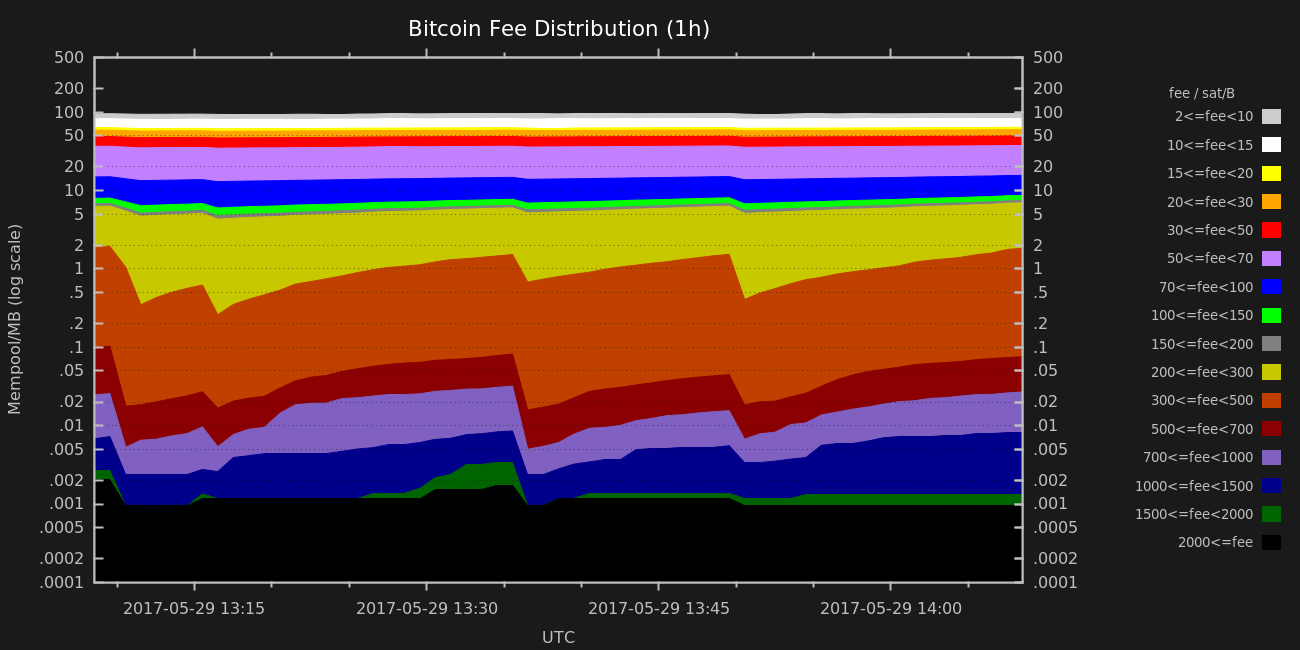 Bitcoin Fee Distribution (1h)
500 500
200 200
100 100
50 50
20 20
10 10
5 5
2 2
1 1
.5 .5
.2 .2
.1 .1
.05 .05
.02 .02
.01 .01
.005 .005
.002 .002
.001 .001
.0005 .0005
.0002 .0002
.0001 .0001
Mempool/MB (log scale)
2017-05-29 13:15 2017-05-29 13:30 2017-05-29 13:45 2017-05-29 14:00
UTC
fee / sat/B
2<=fee<10
10<=fee<15
15<=fee<20
20<=fee<30
30<=fee<50
50<=fee<70
70<=fee<100
100<=fee<150
150<=fee<200
200<=fee<300
300<=fee<500
500<=fee<700
700<=fee<1000
1000<=fee<1500
1500<=fee<2000
2000<=fee